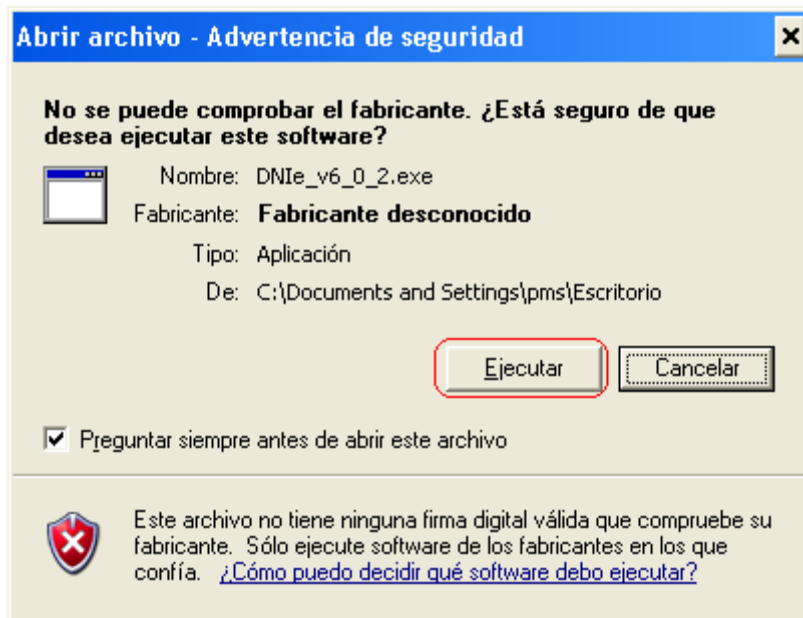 Abrir archivo - Advertencia de seguridad
No se puede comprobar el fabricante. ¿Está seguro de que
desea ejecutar este software?
Nombre: DNIe_v6_0_2.exe
Fabricante: Fabricante desconocido
Tipo: Aplicación
De: C:\Documents and Settings\pms\Escritorio
Ejecutar Cancelar
Preguntar siempre antes de abrir este archivo
Este archivo no tiene ninguna firma digital válida que compruebe su
fabricante. Sólo ejecute software de los fabricantes en los que
confía. ¿Cómo puedo decidir qué software debo ejecutar?